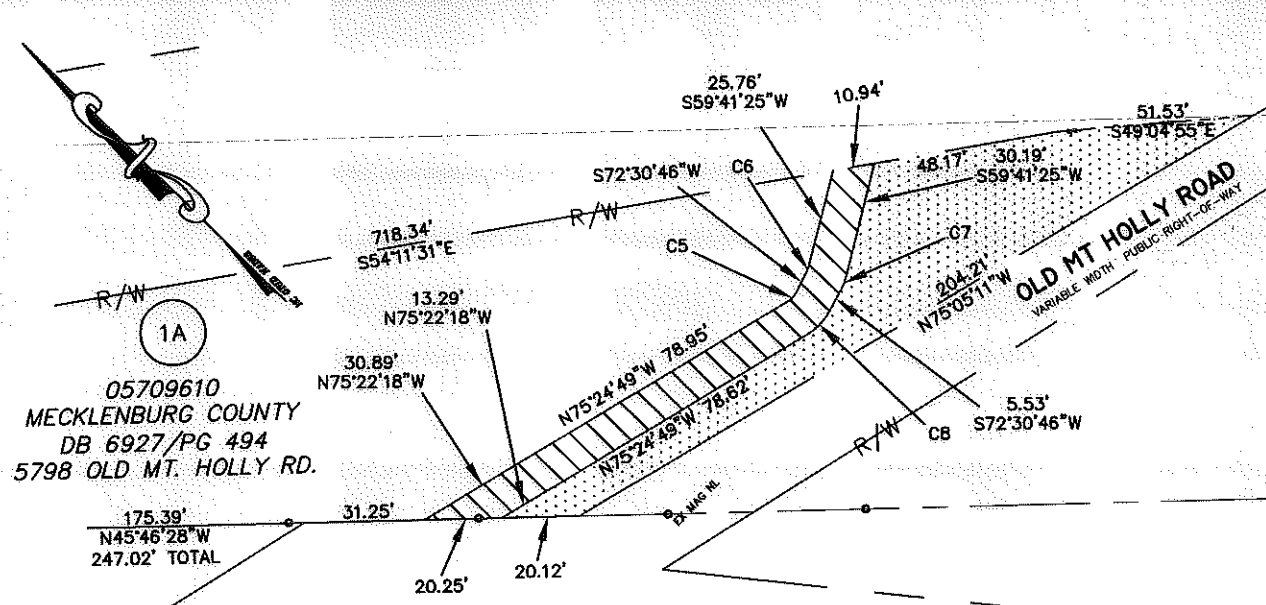 25.76'
S59°41'25"W
10.94'
51.53'
S49°04'55"E
S72°30'46"W
C6
48.17'
30.19'
S59°41'25"W
R/W
718.34'
S54°11'31"E
C5
C7
OLD MT HOLLY ROAD
VARIABLE WIDTH PUBLIC RIGHT-OF-WAY
204.21'
N75°05'11"W
R/W
13.29'
N75°22'18"W
1A
30.89'
N75°22'18"W
05709610
MECKLENBURG COUNTY
DB 6927/PG 494
5798 OLD MT. HOLLY RD.
N75°24'49"W 78.95'
N75°24'49"W 78.62'
5.53'
S72°30'46"W
C8
R/W
EX MAG NL
175.39'
N45°46'28"W
247.02' TOTAL
31.25'
20.25'
20.12'